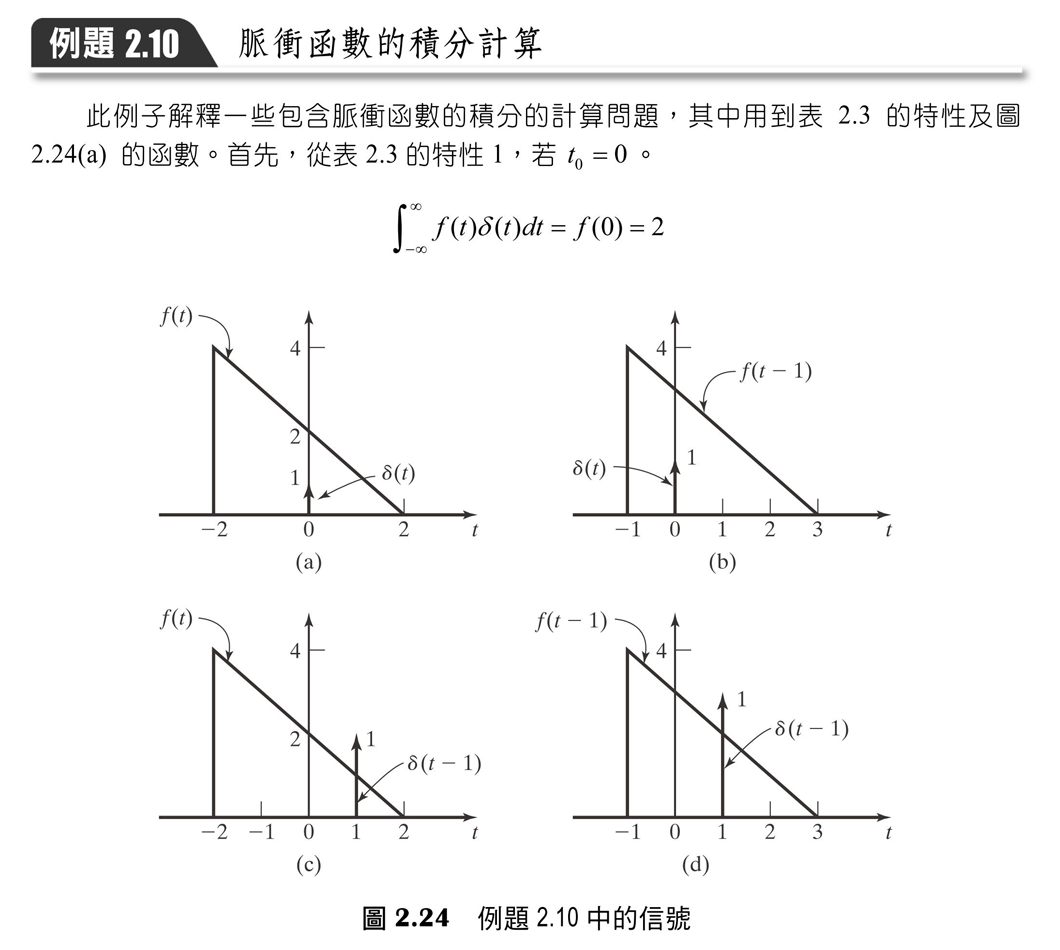 例題 2.10 脈衝函數的積分計算
此例子解釋一些包含脈衝函數的積分的計算問題，其中用到表 2.3 的特性及圖
2.24(a) 的函數。首先，從表 2.3 的特性 1，若 t₀ = 0。
∫_{−∞}^{∞} f(t)δ(t)dt = f(0) = 2
f(t)
4
2
1
δ(t)
−2 0 2 t
(a)
4
f(t − 1)
δ(t)
1
−1 0 1 2 3 t
(b)
f(t)
4
2
1
δ(t − 1)
−2 −1 0 1 2 t
(c)
f(t − 1)
4
1
δ(t − 1)
−1 0 1 2 3 t
(d)
圖 2.24 例題 2.10 中的信號